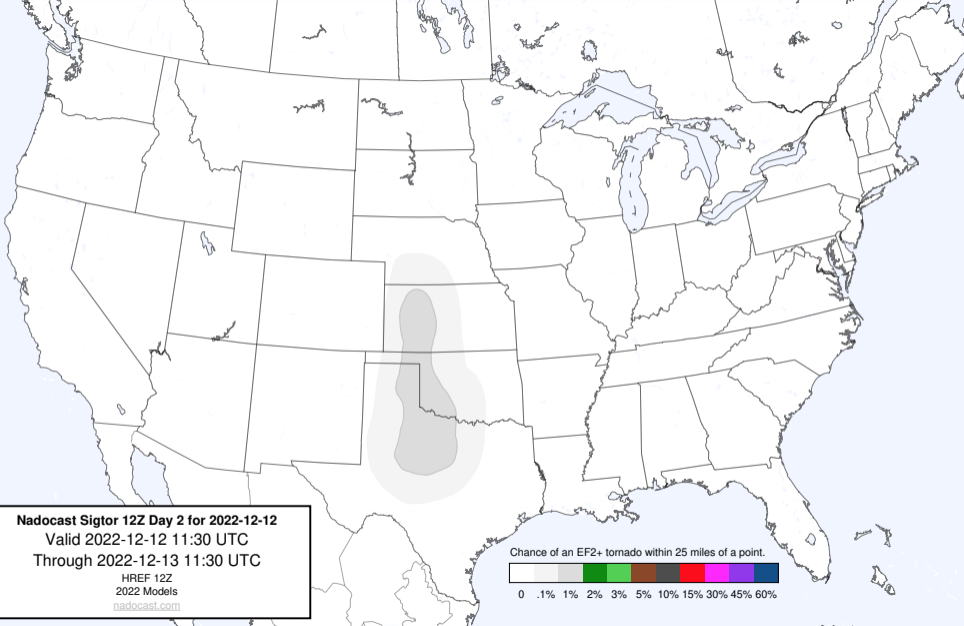 Nadocast Sigtor 12Z Day 2 for 2022-12-12
Valid 2022-12-12 11:30 UTC
Through 2022-12-13 11:30 UTC
HREF 12Z
2022 Models
nadocast.com
Chance of an EF2+ tornado within 25 miles of a point.
0 .1% 1% 2% 3% 5% 10% 15% 30% 45% 60%